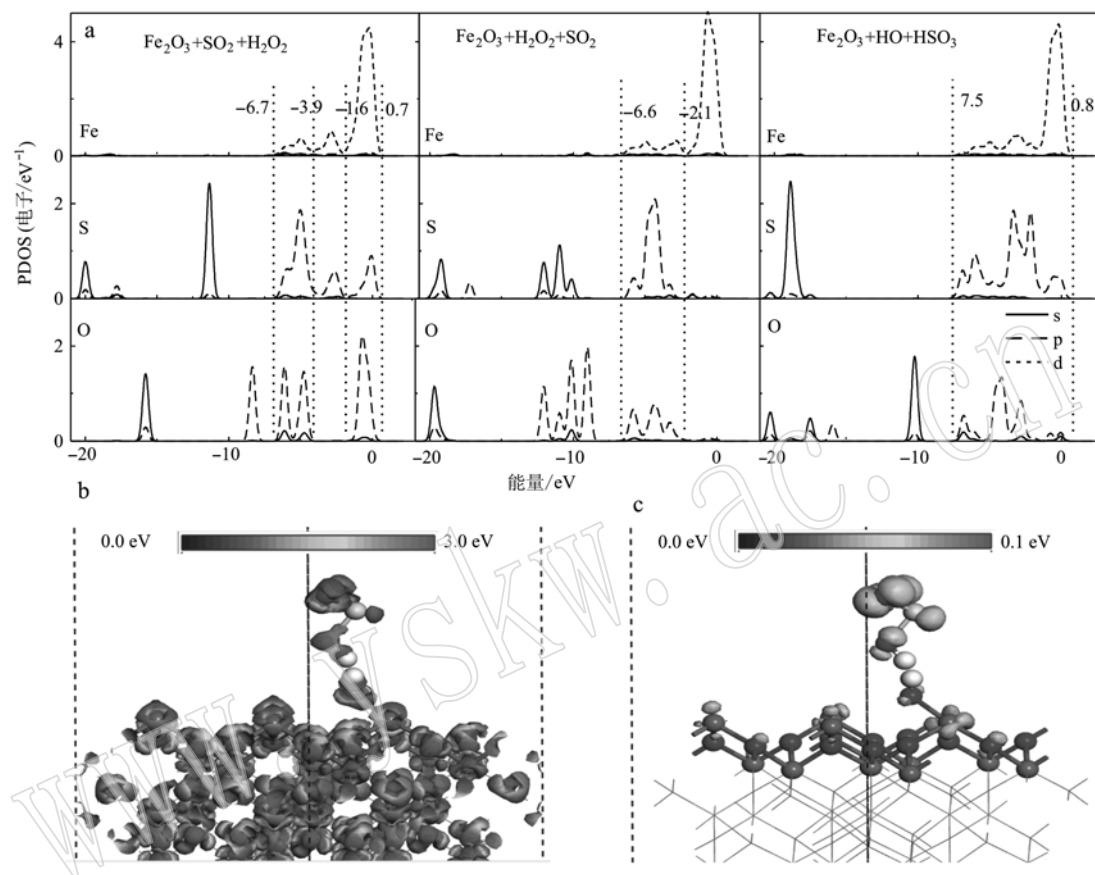 a
Fe2O3+SO2+H2O2
Fe2O3+H2O2+SO2
Fe2O3+HO+HSO3
4
2
0
2
0
0
−6.7
−3.9
−1.6
0.7
−6.6
−2.1
7.5
0.8
Fe
Fe
Fe
S
S
S
O
O
O
s
p
d
PDOS (电子/eV−1)
−20 −10 0 −20 −10 0 −20 −10 0
能量/eV
b
c
0.0 eV 3.0 eV
0.0 eV 0.1 eV
www.yskw.ac.cn